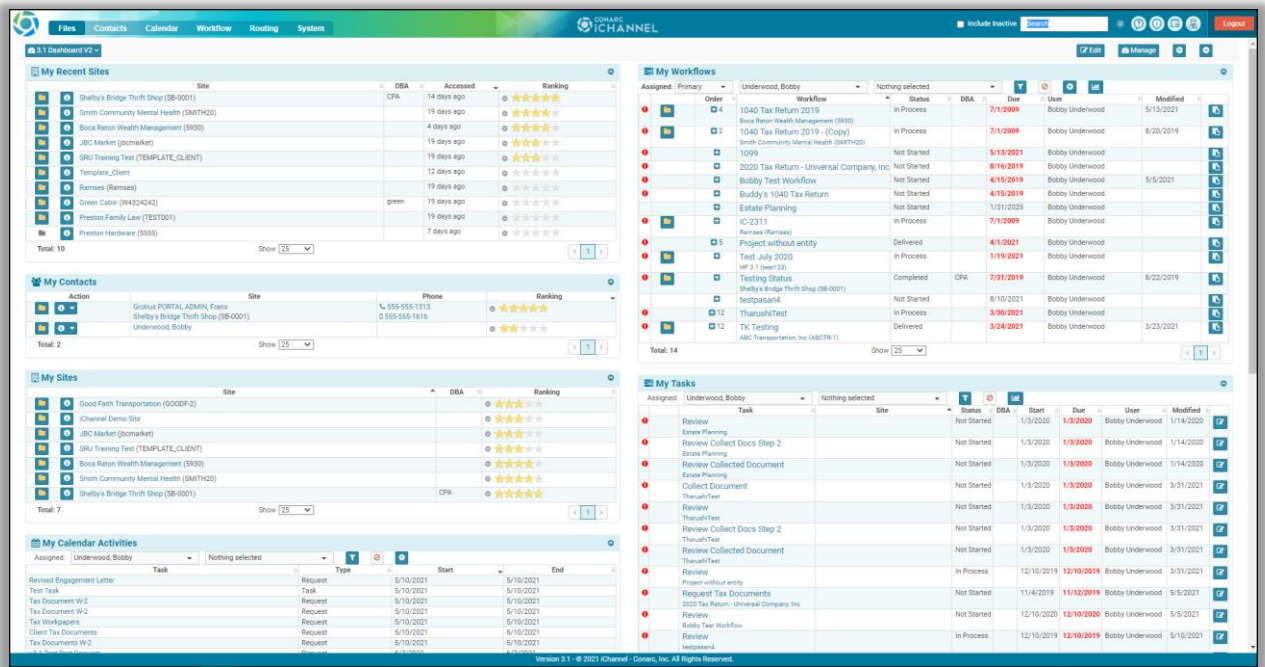 Files Contacts Calendar Workflow Routing System
CONARC
iCHANNEL
Include Inactive Search
Logout
3.1 Dashboard V2
Edit Manage
My Recent Sites
Site DBA Accessed Ranking
Shelby's Bridge Thrift Shop (SB-0001) CPA 14 days ago
Smith Community Mental Health (SMITH20) 19 days ago
Boca Raton Wealth Management (5930) 4 days ago
JBC Market (jbcmarket) 19 days ago
SRU Training Test (TEMPLATE_CLIENT) 19 days ago
Template_Client 12 days ago
Ramses (Ramses) 19 days ago
Green Cabin (W4324242) green 19 days ago
Preston Family Law (TEST001) 19 days ago
Preston Hardware (5555) 7 days ago
Total: 10 Show 25 1
My Contacts
Action Site Phone Ranking
Grotius PORTAL ADMIN, Frans 555-555-1313
Shelby's Bridge Thrift Shop (SB-0001) 555-555-1616
Underwood, Bobby
Total: 2 Show 25 1
My Sites
Site DBA Ranking
Good Faith Transportation (GOODF-2)
iChannel Demo Site
JBC Market (jbcmarket)
SRU Training Test (TEMPLATE_CLIENT)
Boca Raton Wealth Management (5930)
Smith Community Mental Health (SMITH20)
Shelby's Bridge Thrift Shop (SB-0001) CPA
Total: 7 Show 25 1
My Calendar Activities
Assigned: Underwood, Bobby Nothing selected
Task Type Start End
Revised Engagement Letter Request 5/10/2021 5/10/2021
Test Task Task 5/10/2021 5/10/2021
Tax Document W-2 Request 5/10/2021 5/10/2021
Tax Document W-2 Request 5/10/2021 5/10/2021
Tax Workpapers Request 5/10/2021 5/10/2021
Client Tax Documents Request 5/10/2021 5/10/2021
Tax Documents W-2 Request 5/10/2021 5/10/2021
My Workflows
Assigned: Primary Underwood, Bobby Nothing selected
Order Workflow Status DBA Due User Modified
4 1040 Tax Return 2019 In Process 7/1/2009 Bobby Underwood 5/13/2021
Boca Raton Wealth Management (5930)
2 1040 Tax Return 2019 - (Copy) In Process 7/1/2009 Bobby Underwood 8/20/2019
Smith Community Mental Health (SMITH20)
1099 Not Started 5/13/2021 Bobby Underwood
2020 Tax Return - Universal Company, Inc Not Started 8/16/2019 Bobby Underwood
Bobby Test Workflow Not Started 4/15/2019 Bobby Underwood 5/5/2021
Buddy's 1040 Tax Return Not Started 4/15/2019 Bobby Underwood
Estate Planning Not Started 1/31/2025 Bobby Underwood
IC-2311 In Process 7/1/2009 Bobby Underwood
Ramses (Ramses)
5 Project without entity Delivered 4/1/2021 Bobby Underwood
Test July 2020 In Process 1/19/2021 Bobby Underwood
HP 3.1 (test123)
Testing Status Completed CPA 7/31/2019 Bobby Underwood 8/22/2019
Shelby's Bridge Thrift Shop (SB-0001)
testpasan4 Not Started 8/10/2021 Bobby Underwood
12 TharushiTest In Process 3/30/2021 Bobby Underwood
12 TK Testing Delivered 3/24/2021 Bobby Underwood 3/23/2021
ABC Transportation, Inc (ABCTR-1)
Total: 14 Show 25 1
My Tasks
Assigned: Underwood, Bobby Nothing selected
Task Site Status DBA Start Due User Modified
Review Not Started 1/3/2020 1/3/2020 Bobby Underwood 1/14/2020
Estate Planning
Review Collect Docs Step 2 Not Started 1/3/2020 1/3/2020 Bobby Underwood 1/14/2020
Estate Planning
Review Collected Document Not Started 1/3/2020 1/3/2020 Bobby Underwood 1/14/2020
Estate Planning
Collect Document Not Started 1/3/2020 1/3/2020 Bobby Underwood 3/31/2021
TharushiTest
Review Not Started 1/3/2020 1/3/2020 Bobby Underwood 3/31/2021
TharushiTest
Review Collect Docs Step 2 Not Started 1/3/2020 1/3/2020 Bobby Underwood 3/31/2021
TharushiTest
Review Collected Document Not Started 1/3/2020 1/3/2020 Bobby Underwood 3/31/2021
TharushiTest
Review In Process 12/10/2019 12/10/2019 Bobby Underwood 3/31/2021
Project without entity
Request Tax Documents Not Started 11/4/2019 11/12/2019 Bobby Underwood 5/5/2021
2020 Tax Return - Universal Company, Inc
Review Not Started 12/10/2020 12/10/2020 Bobby Underwood 5/5/2021
Bobby Test Workflow
Review In Process 12/10/2019 12/10/2019 Bobby Underwood 5/10/2021
testpasan4
Version 3.1 - © 2021 iChannel - Conarc, Inc. All Rights Reserved.